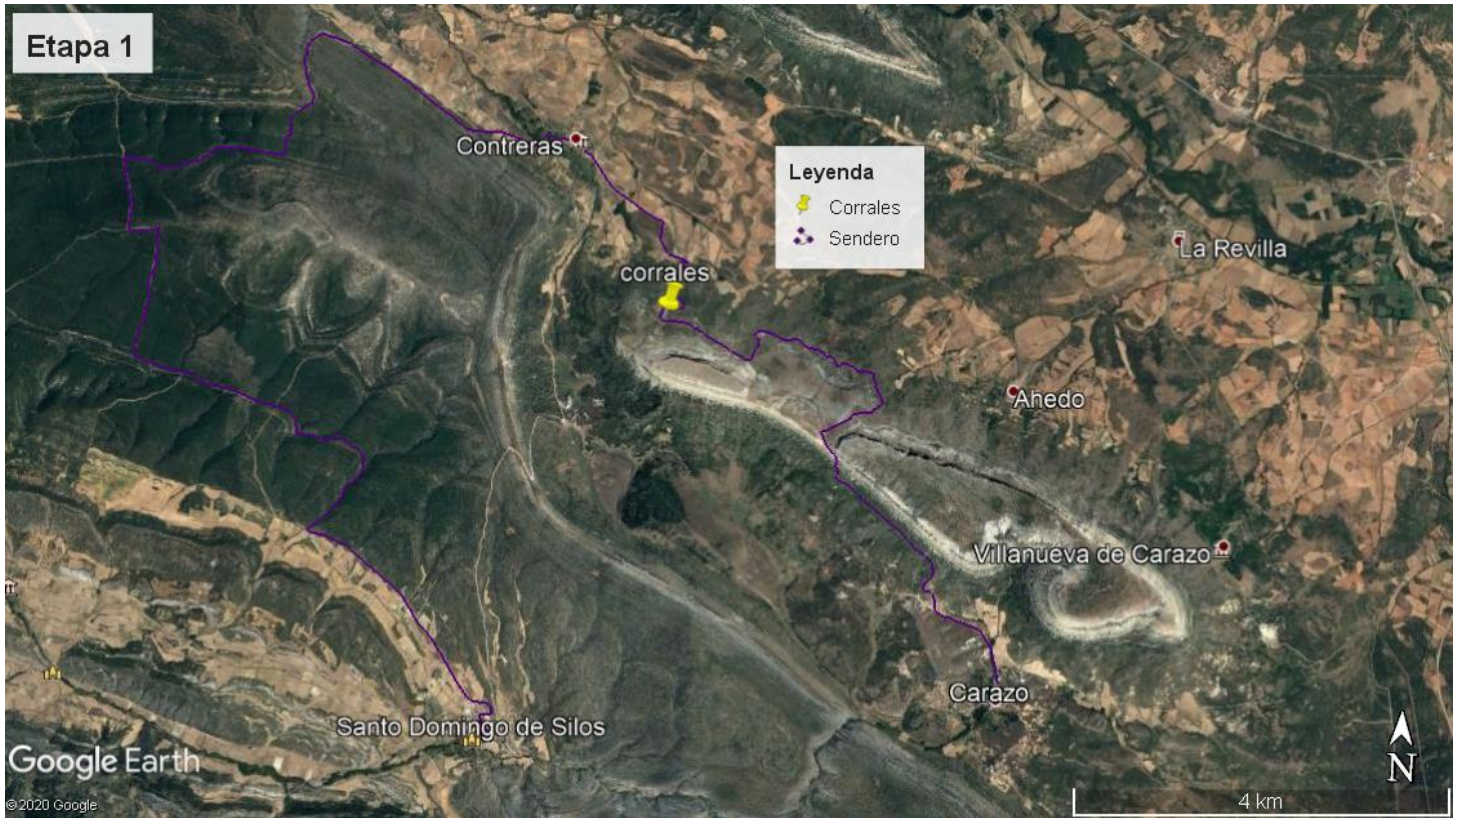 Etapa 1
Contreras
Leyenda
Corrales
Sendero
La Revilla
corrales
Ahedo
Villanueva de Carazo
Carazo
Santo Domingo de Silos
Google Earth
N
©2020 Google
4 km